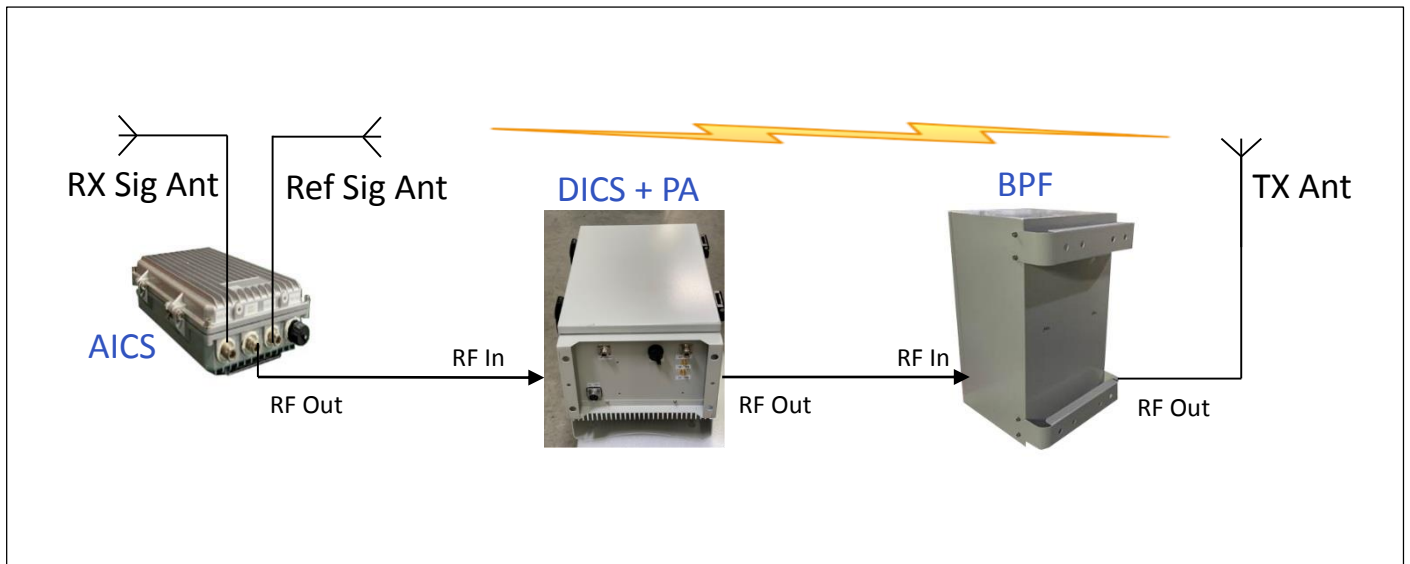 RX Sig Ant
Ref Sig Ant
DICS + PA
BPF
TX Ant
AICS
RF In
RF Out
RF In
RF Out
RF Out